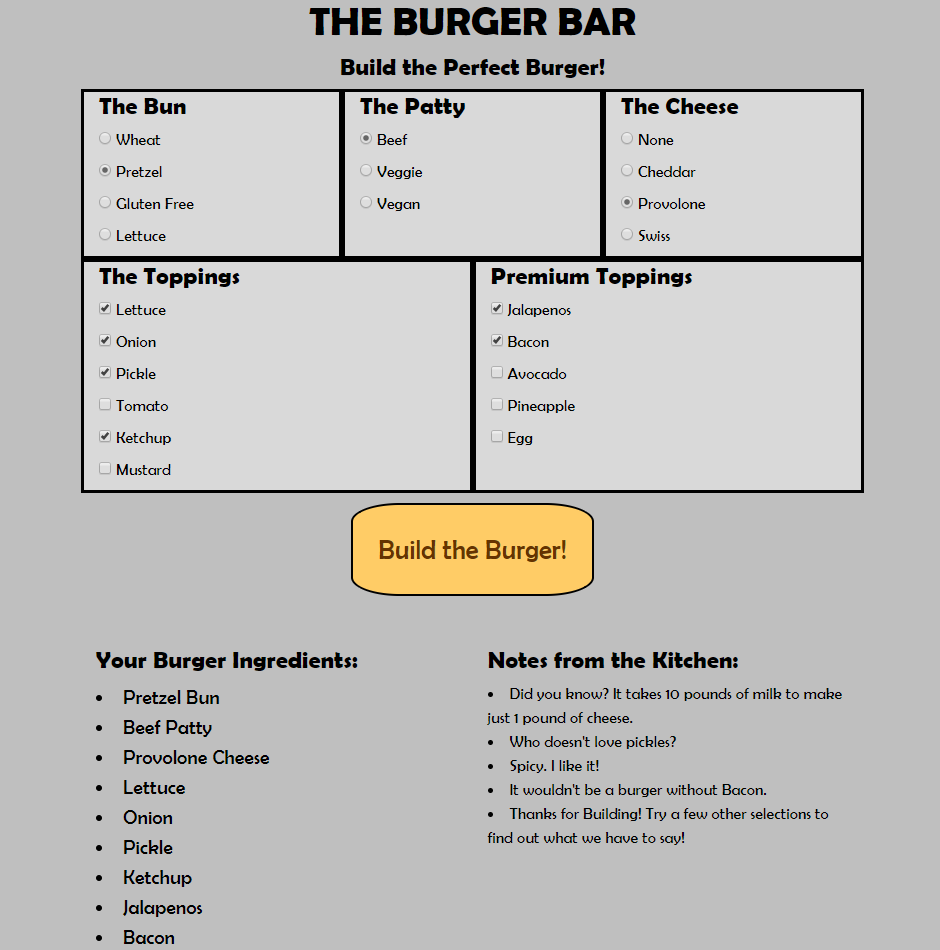 THE BURGER BAR
Build the Perfect Burger!
The Bun
Wheat
Pretzel
Gluten Free
Lettuce
The Patty
Beef
Veggie
Vegan
The Cheese
None
Cheddar
Provolone
Swiss
The Toppings
Lettuce
Onion
Pickle
Tomato
Ketchup
Mustard
Premium Toppings
Jalapenos
Bacon
Avocado
Pineapple
Egg
Build the Burger!
Your Burger Ingredients:
• Pretzel Bun
• Beef Patty
• Provolone Cheese
• Lettuce
• Onion
• Pickle
• Ketchup
• Jalapenos
• Bacon
Notes from the Kitchen:
• Did you know? It takes 10 pounds of milk to make
just 1 pound of cheese.
• Who doesn't love pickles?
• Spicy. I like it!
• It wouldn't be a burger without Bacon.
• Thanks for Building! Try a few other selections to
find out what we have to say!